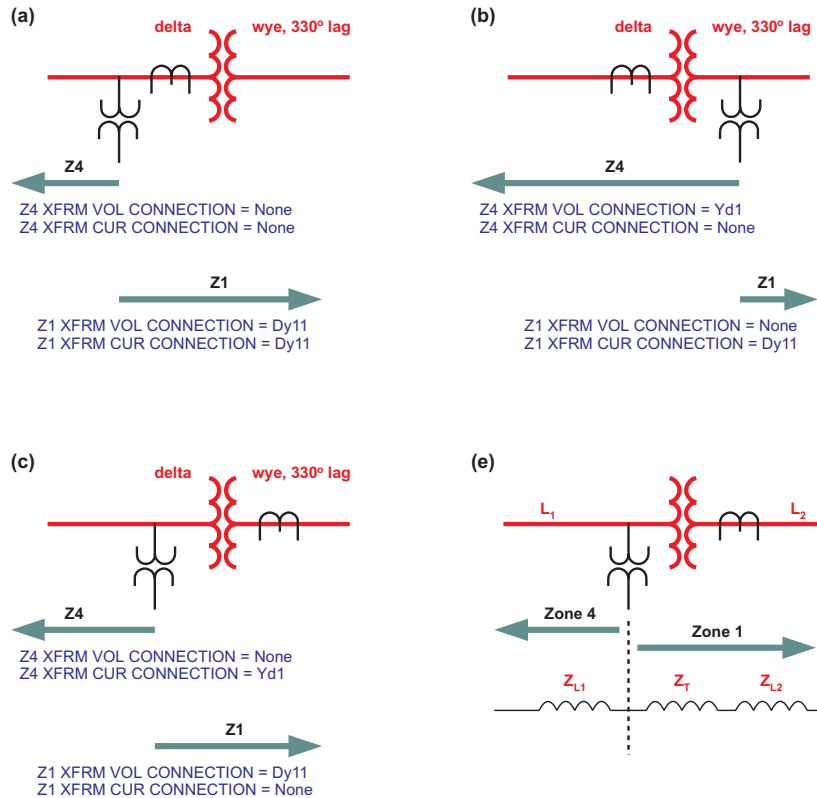 (a)
delta
wye, 330º lag
Z4
Z4 XFRM VOL CONNECTION = None
Z4 XFRM CUR CONNECTION = None
Z1
Z1 XFRM VOL CONNECTION = Dy11
Z1 XFRM CUR CONNECTION = Dy11
(b)
delta
wye, 330º lag
Z4
Z4 XFRM VOL CONNECTION = Yd1
Z4 XFRM CUR CONNECTION = None
Z1
Z1 XFRM VOL CONNECTION = None
Z1 XFRM CUR CONNECTION = Dy11
(c)
delta
wye, 330º lag
Z4
Z4 XFRM VOL CONNECTION = None
Z4 XFRM CUR CONNECTION = Yd1
Z1
Z1 XFRM VOL CONNECTION = Dy11
Z1 XFRM CUR CONNECTION = None
(e)
L1
L2
Zone 4
Zone 1
ZL1
ZT
ZL2